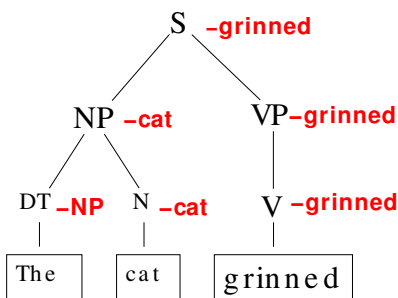 S –grinned
NP –cat VP–grinned
DT –NP N –cat V –grinned
The cat grinned